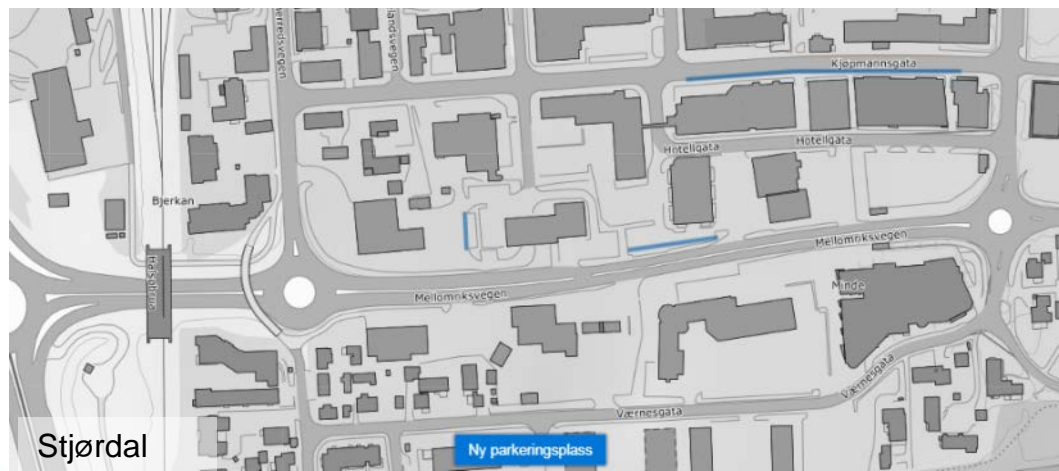 Kjøpmannsgata
Hotellgata
Hotellgata
Bjerkan
Mellomriksvegen
Mellomriksvegen
Minde
Værnesgata
Værnesgata
Stjørdal
Ny parkeringsplass